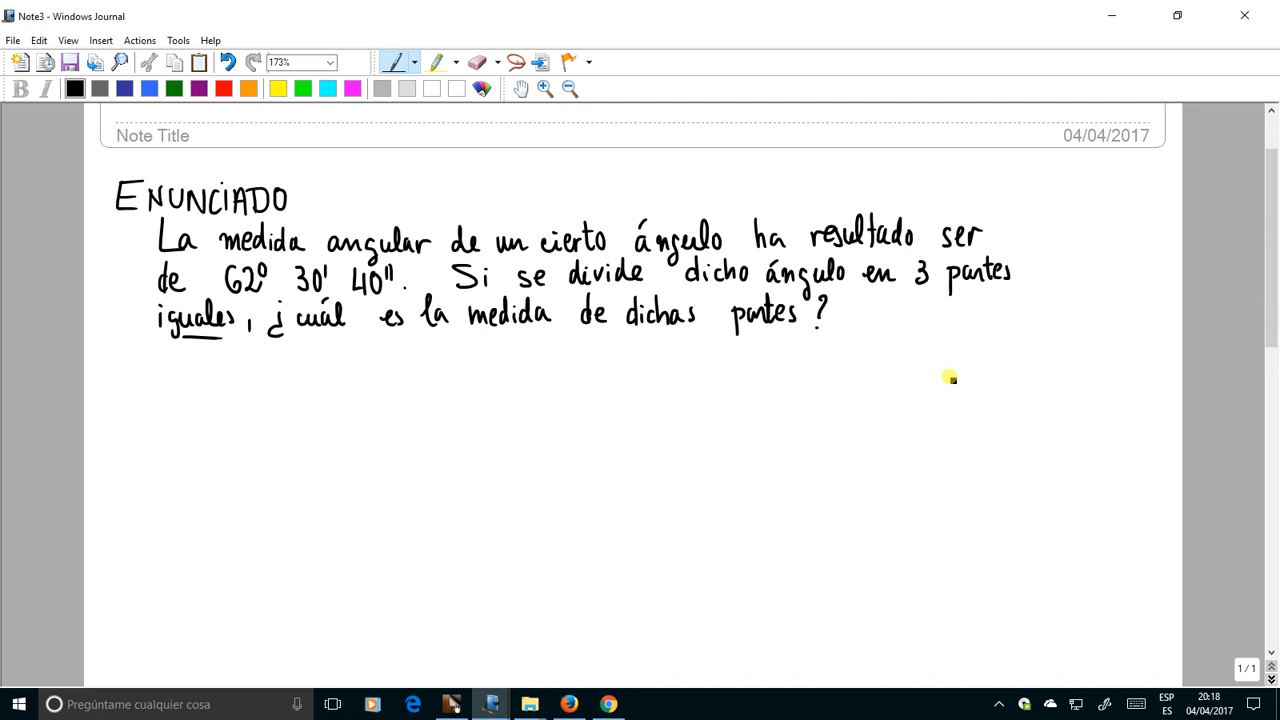 Note3 - Windows Journal
File Edit View Insert Actions Tools Help
173%
B I
Note Title 04/04/2017
ENUNCiADO
La medida angular de un cierto ángulo ha resultado ser
de 62º 30' 40''. Si se divide dicho ángulo en 3 partes
iguales, ¿cuál es la medida de dichas partes?
1 / 1
Pregúntame cualquier cosa
ESP 20:18
ES 04/04/2017